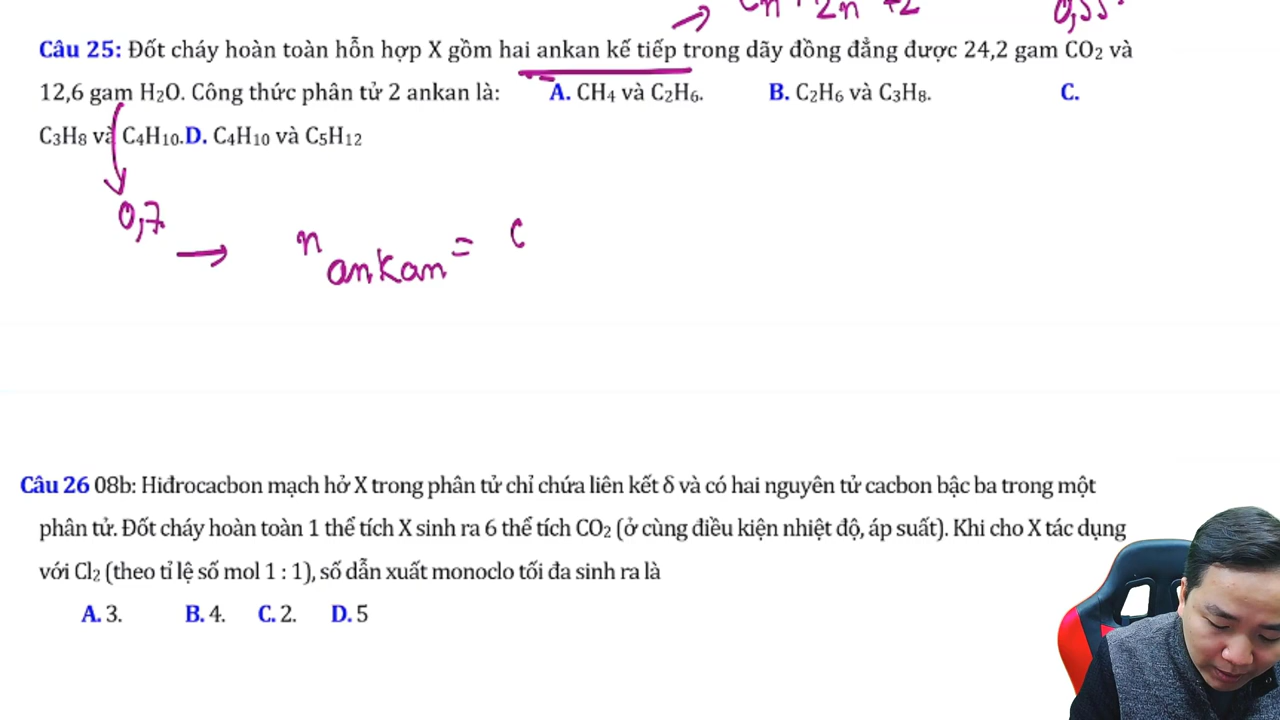 0,55
Câu 25: Đốt cháy hoàn toàn hỗn hợp X gồm hai ankan kế tiếp trong dãy đồng đẳng được 24,2 gam CO₂ và
12,6 gam H₂O. Công thức phân tử 2 ankan là: A. CH₄ và C₂H₆. B. C₂H₆ và C₃H₈. C.
C₃H₈ và C₄H₁₀.D. C₄H₁₀ và C₅H₁₂
0,7
→ n ankan =
Câu 26 08b: Hiđrocacbon mạch hở X trong phân tử chỉ chứa liên kết δ và có hai nguyên tử cacbon bậc ba trong một
phân tử. Đốt cháy hoàn toàn 1 thể tích X sinh ra 6 thể tích CO₂ (ở cùng điều kiện nhiệt độ, áp suất). Khi cho X tác dụng
với Cl₂ (theo tỉ lệ số mol 1 : 1), số dẫn xuất monoclo tối đa sinh ra là
A. 3. B. 4. C. 2. D. 5